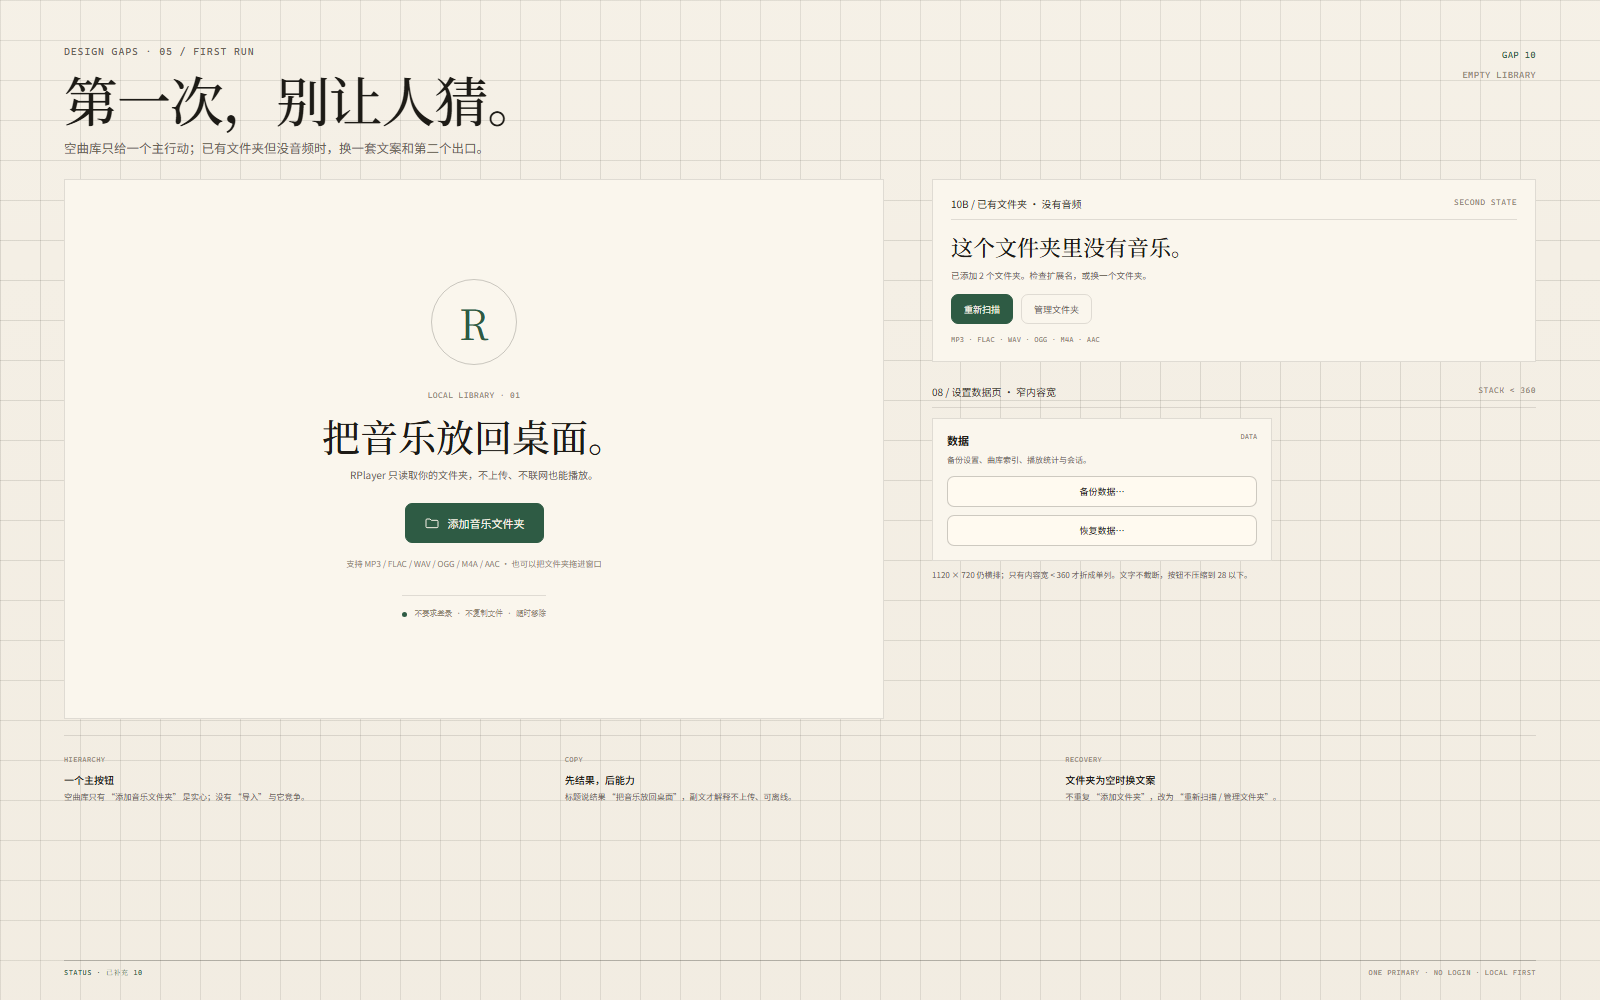 DESIGN GAPS · 05 / FIRST RUN
GAP 10
EMPTY LIBRARY
第一次，别让人猜。
空曲库只给一个主行动；已有文件夹但没音频时，换一套文案和第二个出口。
R
LOCAL LIBRARY · 01
把音乐放回桌面。
RPlayer 只读取你的文件夹，不上传、不联网也能播放。
添加音乐文件夹
支持 MP3 / FLAC / WAV / OGG / M4A / AAC · 也可以把文件夹拖进窗口
不要求登录 · 不复制文件 · 随时移除
10B / 已有文件夹 · 没有音频
SECOND STATE
这个文件夹里没有音乐。
已添加 2 个文件夹。检查扩展名，或换一个文件夹。
重新扫描
管理文件夹
MP3 · FLAC · WAV · OGG · M4A · AAC
08 / 设置数据页 · 窄内容宽
STACK < 360
数据
DATA
备份设置、曲库索引、播放统计与会话。
备份数据…
恢复数据…
1120 × 720 仍横排；只有内容宽 < 360 才折成单列。文字不截断，按钮不压缩到 28 以下。
HIERARCHY
一个主按钮
空曲库只有 “添加音乐文件夹” 是实心；没有 “导入” 与它竞争。
COPY
先结果，后能力
标题说结果 “把音乐放回桌面”，副文才解释不上传、可离线。
RECOVERY
文件夹为空时换文案
不重复 “添加文件夹”，改为 “重新扫描 / 管理文件夹”。
STATUS · 已补充 10
ONE PRIMARY · NO LOGIN · LOCAL FIRST